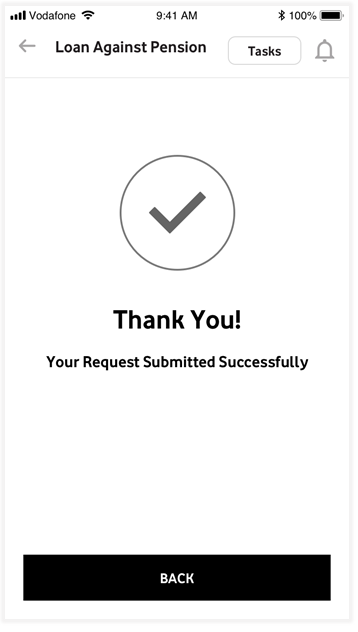 Vodafone 9:41 AM 100%
Loan Against Pension Tasks
Thank You!
Your Request Submitted Successfully
BACK